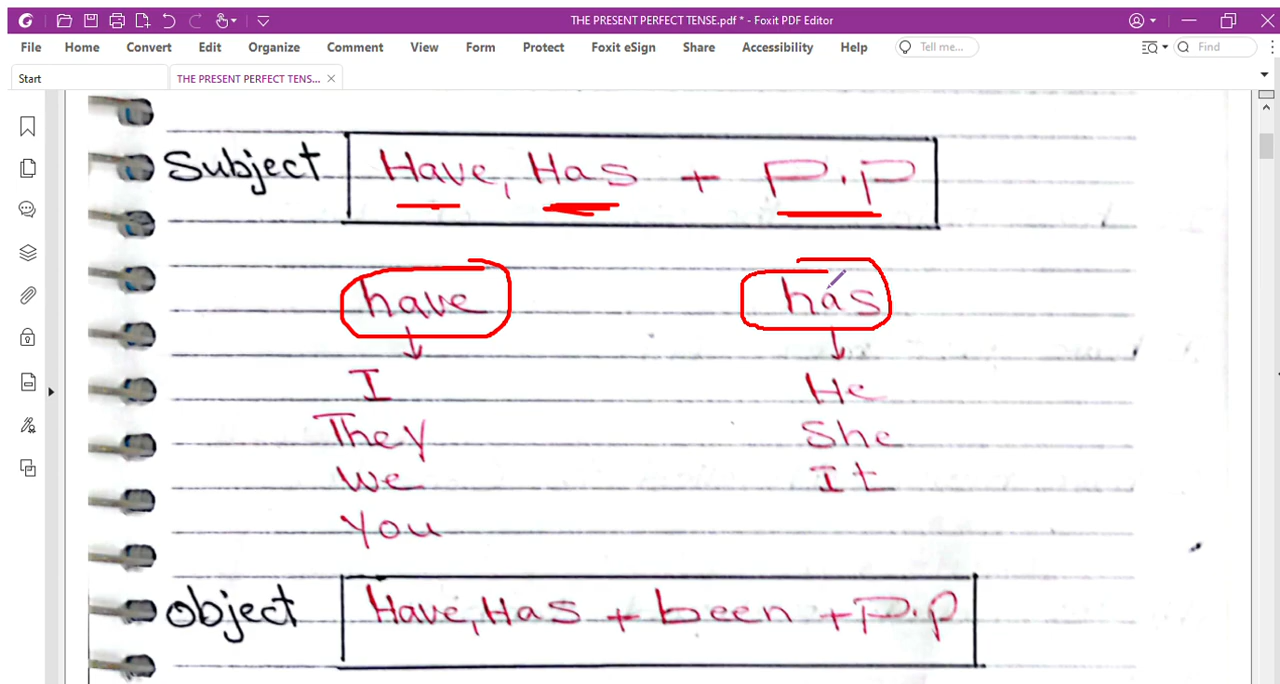 THE PRESENT PERFECT TENSE.pdf * - Foxit PDF Editor
File Home Convert Edit Organize Comment View Form Protect Foxit eSign Share Accessibility Help Tell me... Find
Start THE PRESENT PERFECT TENS...
Subject Have, Has + P.P
have has
I He
They She
We It
You
object Have, Has + been + P.P